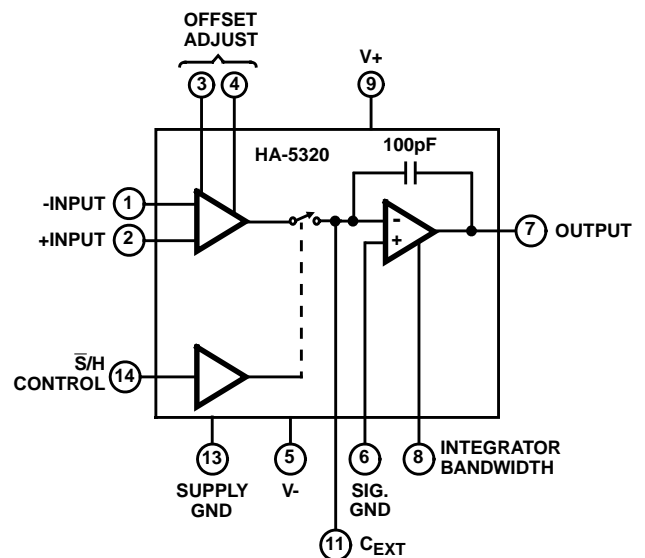 OFFSET
ADJUST
3
4
V+
9
HA-5320
100pF
-INPUT 1
+INPUT 2
-
+
7 OUTPUT
S̅/H
CONTROL 14
13
SUPPLY
GND
5
V-
6
SIG.
GND
8 INTEGRATOR
BANDWIDTH
11 CEXT